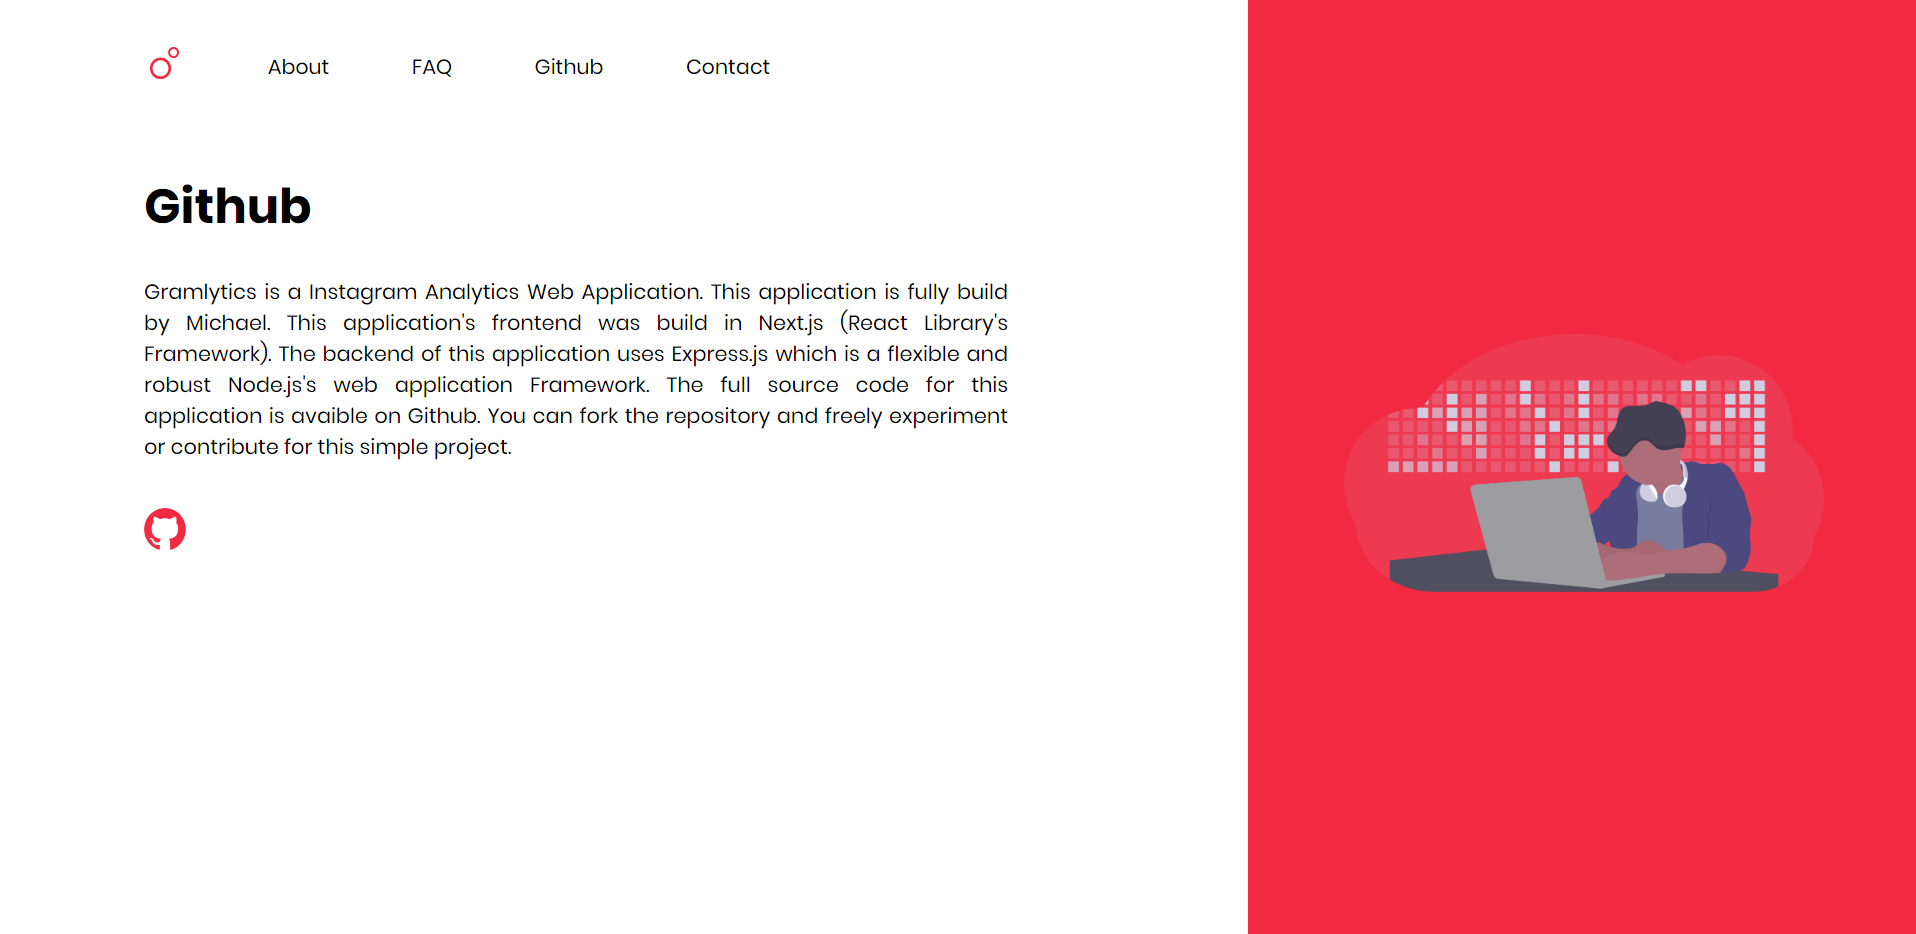 About
FAQ
Github
Contact
Github
Gramlytics is a Instagram Analytics Web Application. This application is fully build
by Michael. This application's frontend was build in Next.js (React Library's
Framework). The backend of this application uses Express.js which is a flexible and
robust Node.js's web application Framework. The full source code for this
application is avaible on Github. You can fork the repository and freely experiment
or contribute for this simple project.